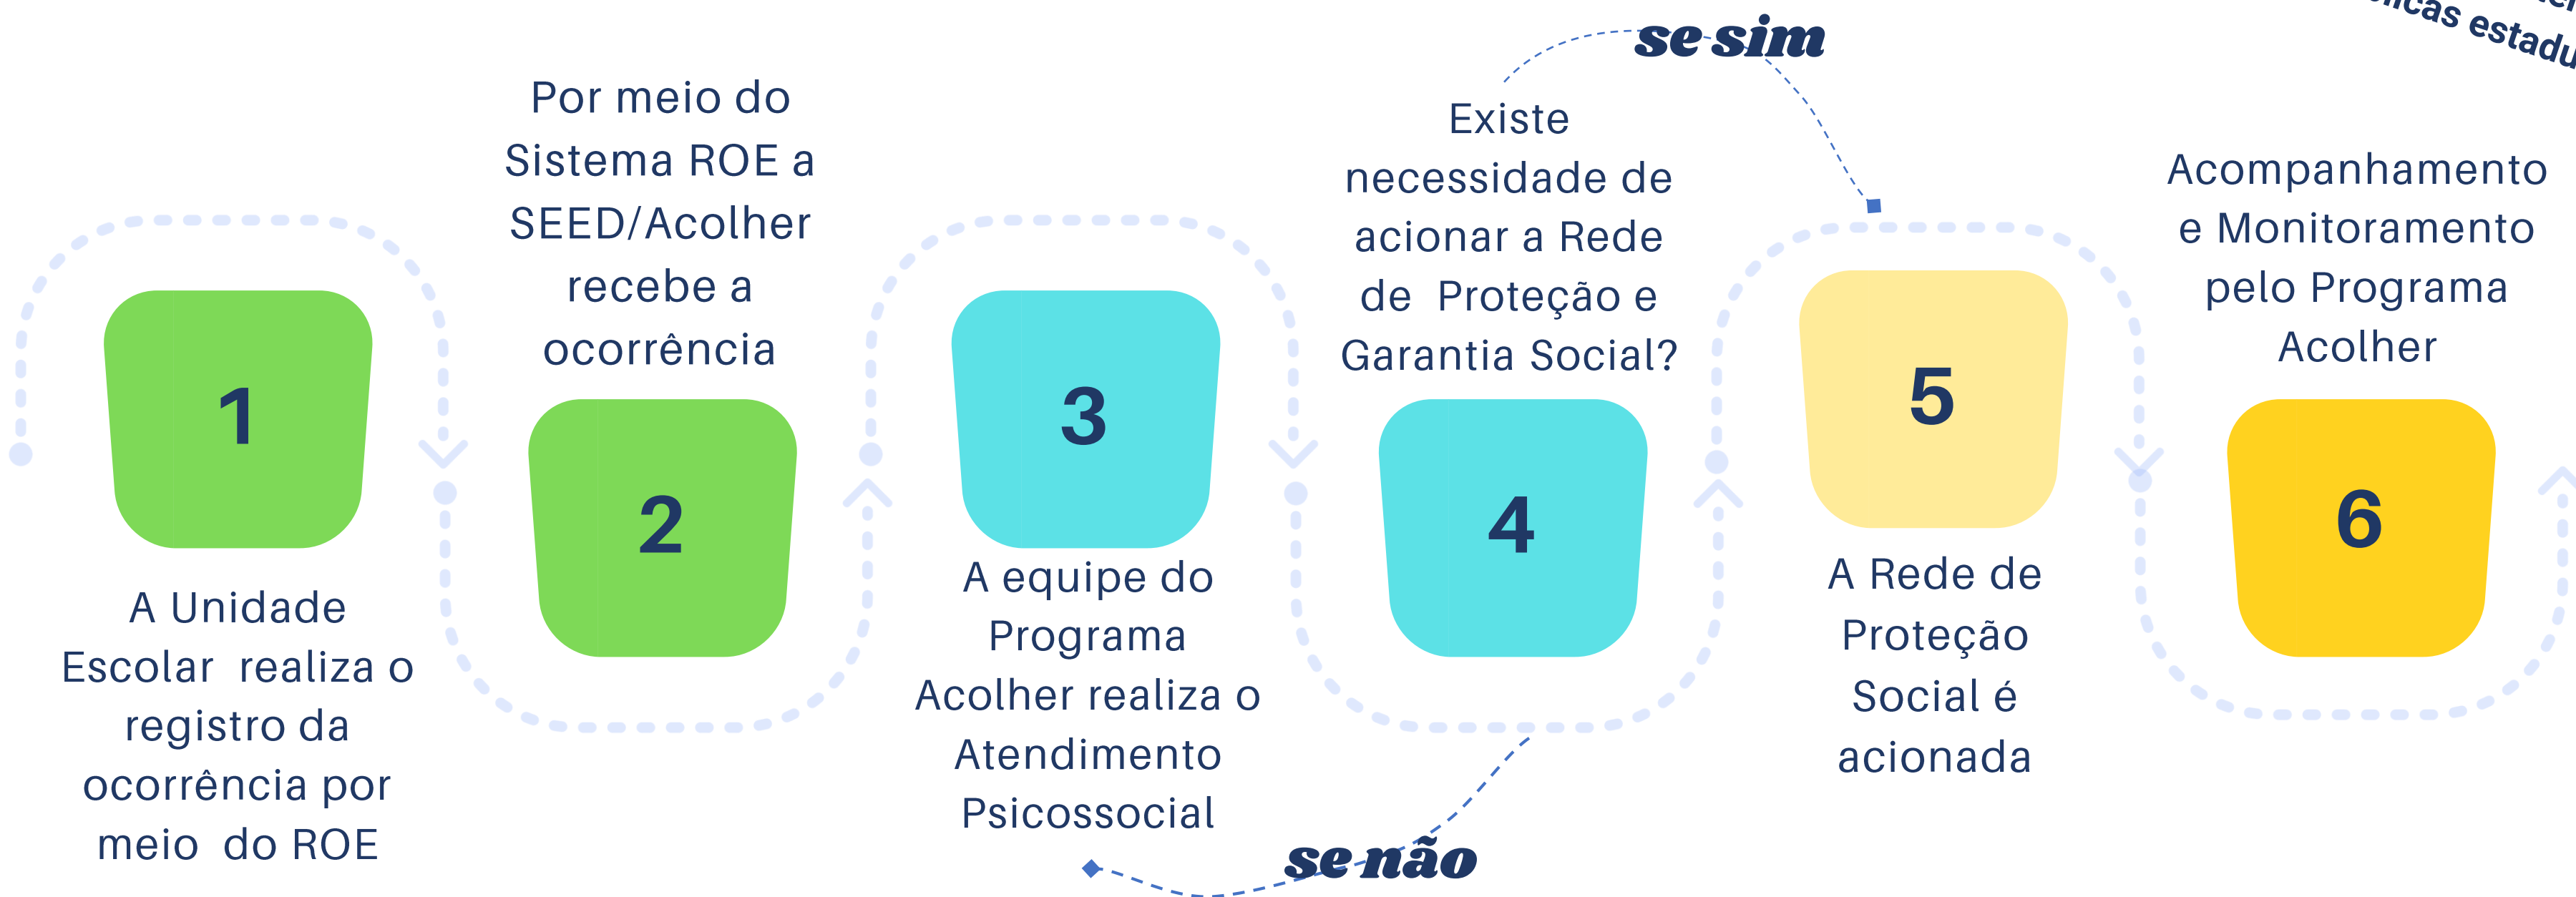 estadu
se sim
Por meio do
Sistema ROE a
SEED/Acolher
recebe a
ocorrência
Existe
necessidade de
acionar a Rede
de  Proteção e
Garantia Social?
Acompanhamento
e Monitoramento
pelo Programa
Acolher
1
2
3
4
5
6
A Unidade
Escolar  realiza o
registro da
ocorrência por
meio  do ROE
A equipe do
Programa
Acolher realiza o
Atendimento
Psicossocial
A Rede de
Proteção
Social é
acionada
se não